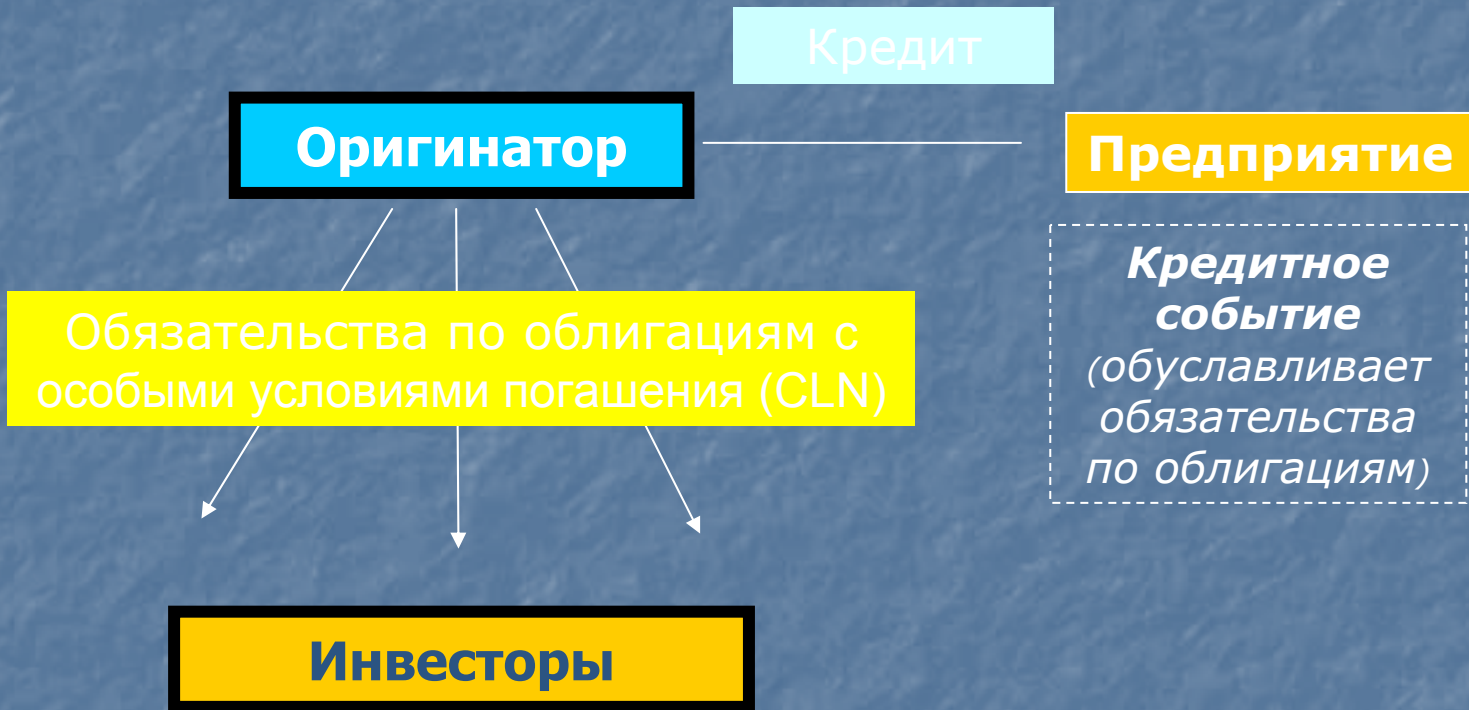 Кредит
Оригинатор
Предприятие
Кредитное
событие
(обуславливает
обязательства
по облигациям)
Обязательства по облигациям с
особыми условиями погашения (CLN)
Инвесторы